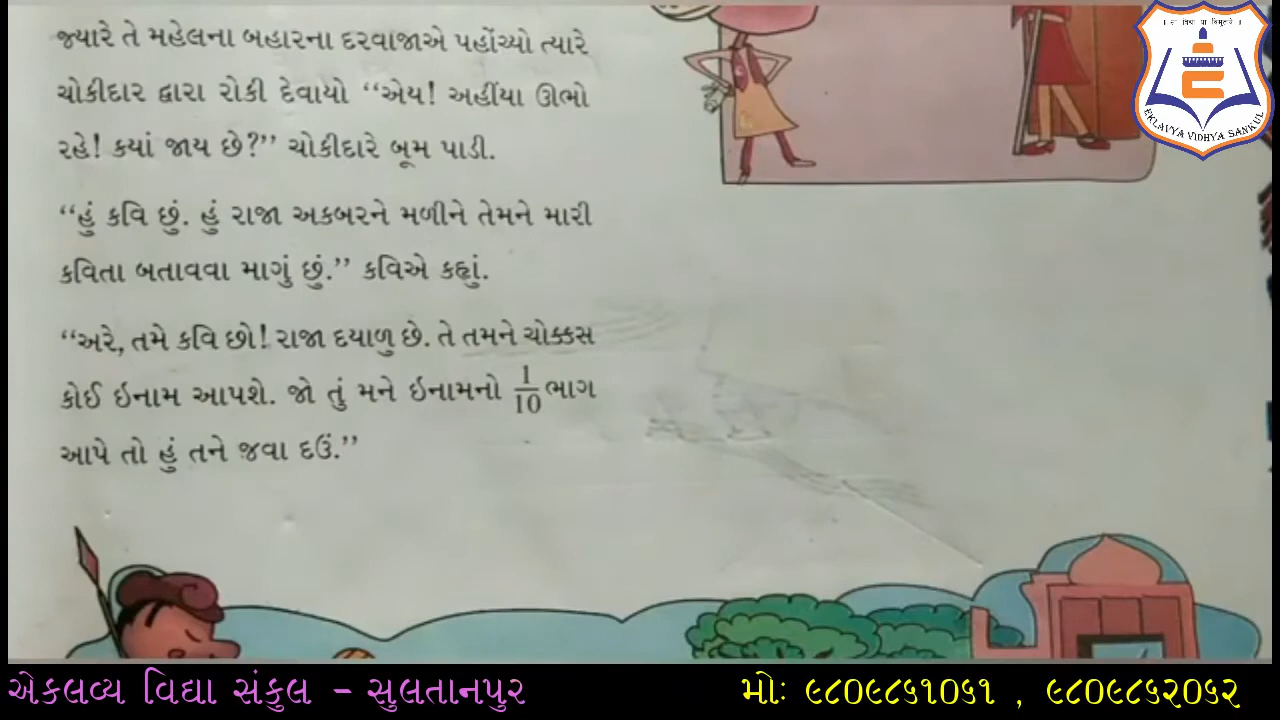 જ્યારે તે મહેલના બહારના દરવાજાએ પહોંચ્યો ત્યારે
ચોકીદાર દ્વારા રોકી દેવાયો “એય! અહીંયા ઊભો
રહે! કયાં જાય છે?” ચોકીદારે બૂમ પાડી.
“હું કવિ છું. હું રાજા અકબરને મળીને તેમને મારી
કવિતા બતાવવા માગું છું.” કવિએ કહ્યું.
“અરે, તમે કવિ છો! રાજા દયાળુ છે. તે તમને ચોક્કસ
કોઈ ઇનામ આપશે. જો તું મને ઇનામનો 1/10 ભાગ
આપે તો હું તને જવા દઉં.”
॥ સા વિદ્યા યા વિમુક્તયે ॥
EKLAVYA VIDHYA SANKUL
એકલવ્ય વિદ્યા સંકુલ - સુલતાનપુર
મોઃ ૯૮૦૯૮૬૧૦૬૧ , ૯૮૦૯૮૬૨૦૬૨